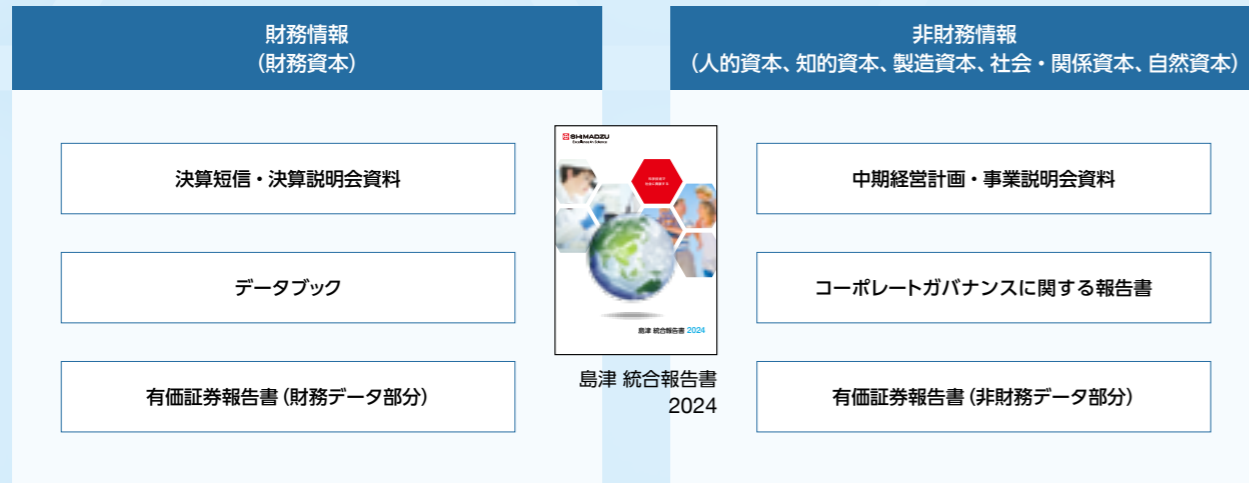 財務情報
（財務資本）
決算短信・決算説明会資料
データブック
有価証券報告書（財務データ部分）
SHIMADZU
Excellence in Science
島津 統合報告書 2024
島津 統合報告書
2024
非財務情報
（人的資本、知的資本、製造資本、社会・関係資本、自然資本）
中期経営計画・事業説明会資料
コーポレートガバナンスに関する報告書
有価証券報告書（非財務データ部分）